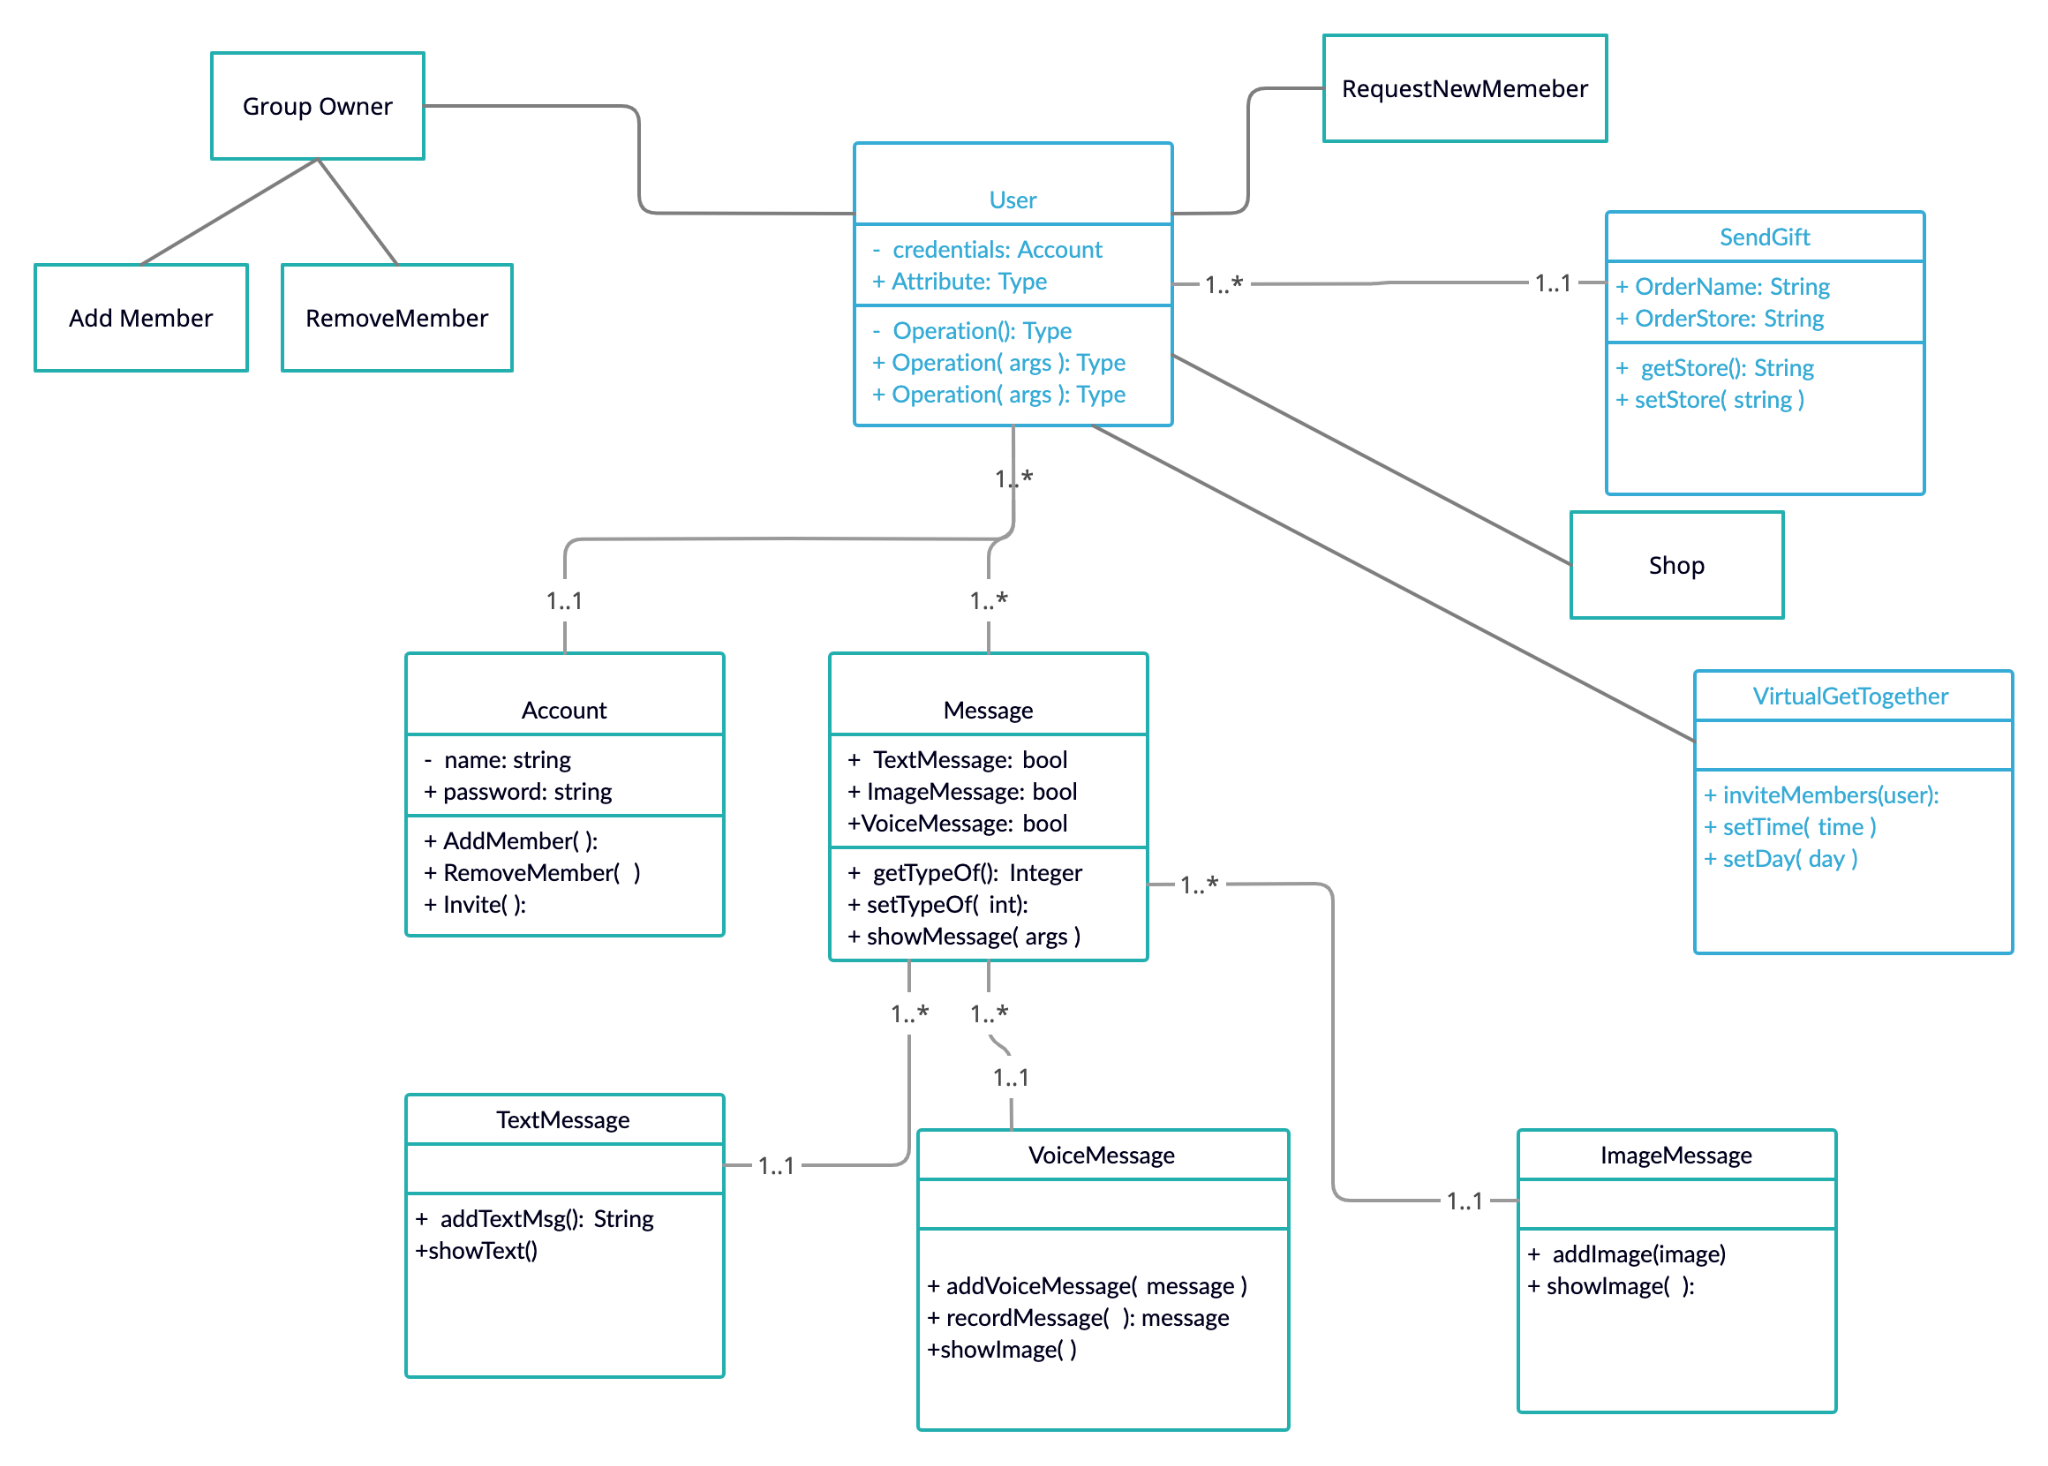 Group Owner
RequestNewMemeber
Add Member
RemoveMember
User
- credentials: Account
+ Attribute: Type
- Operation(): Type
+ Operation( args ): Type
+ Operation( args ): Type
1..*
1..1
SendGift
+ OrderName: String
+ OrderStore: String
+ getStore(): String
+ setStore( string )
1..*
Shop
1..1
1..*
Account
- name: string
+ password: string
+ AddMember( ):
+ RemoveMember( )
+ Invite( ):
Message
+ TextMessage: bool
+ ImageMessage: bool
+VoiceMessage: bool
+ getTypeOf(): Integer
+ setTypeOf( int):
+ showMessage( args )
VirtualGetTogether
+ inviteMembers(user):
+ setTime( time )
+ setDay( day )
1..*
1..*
1..*
1..1
1..1
1..1
TextMessage
+ addTextMsg(): String
+showText()
VoiceMessage
+ addVoiceMessage( message )
+ recordMessage( ): message
+showImage( )
ImageMessage
+ addImage(image)
+ showImage( ):